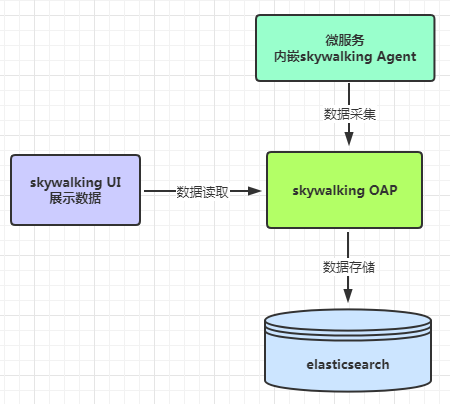 微服务
内嵌skywalking Agent
数据采集
skywalking UI
展示数据
数据读取
skywalking OAP
数据存储
elasticsearch